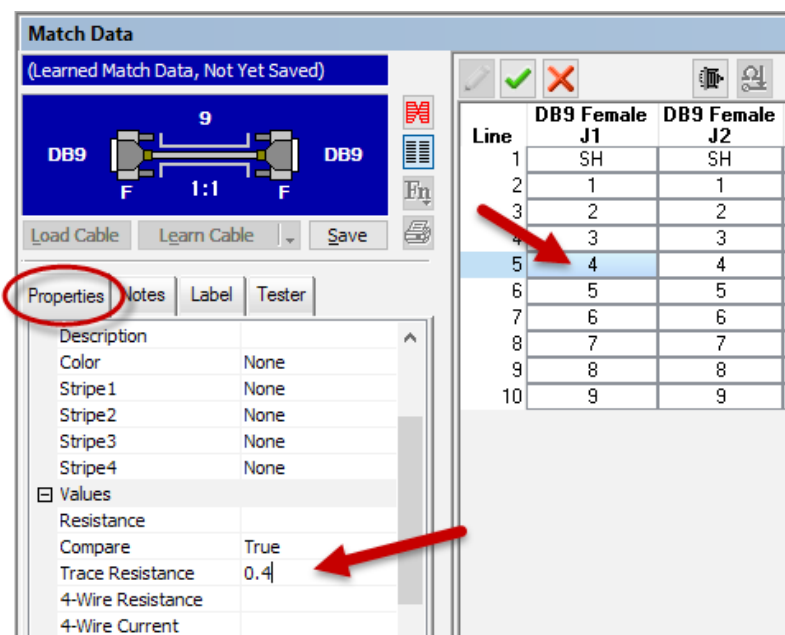 Match Data
(Learned Match Data, Not Yet Saved)
9
DB9
DB9
F
1:1
F
Fn
Load Cable
Learn Cable
Save
Properties
Notes
Label
Tester
Description
Color None
Stripe1 None
Stripe2 None
Stripe3 None
Stripe4 None
Values
Resistance
Compare True
Trace Resistance 0.4
4-Wire Resistance
4-Wire Current
DB9 Female DB9 Female
Line J1 J2
1 SH SH
2 1 1
3 2 2
4 3 3
5 4 4
6 5 5
7 6 6
8 7 7
9 8 8
10 9 9